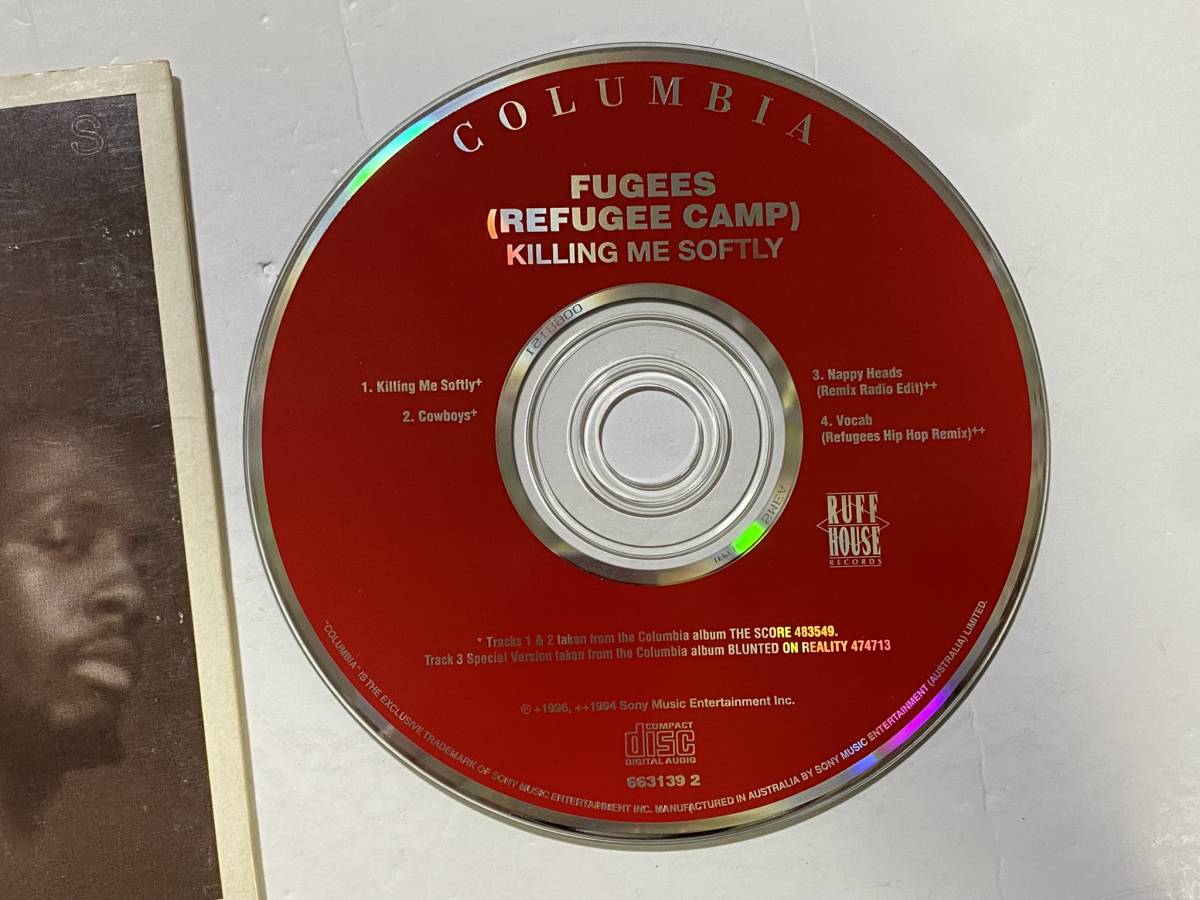 S
COLUMBIA
FUGEES
(REFUGEE CAMP)
KILLING ME SOFTLY
1. Killing Me Softly+
2. Cowboys+
3. Nappy Heads
(Remix Radio Edit)++
4. Vocab
(Refugees Hip Hop Remix)++
RUFF
HOUSE
RECORDS
* Tracks 1 & 2 taken from the Columbia album THE SCORE 483549.
Track 3 Special Version taken from the Columbia album BLUNTED ON REALITY 474713
℗ +1996, ++1994 Sony Music Entertainment Inc.
COMPACT
disc
DIGITAL AUDIO
663139 2
"COLUMBIA" IS THE EXCLUSIVE TRADEMARK OF SONY MUSIC ENTERTAINMENT INC. MANUFACTURED IN AUSTRALIA BY SONY MUSIC ENTERTAINMENT (AUSTRALIA) LIMITED.